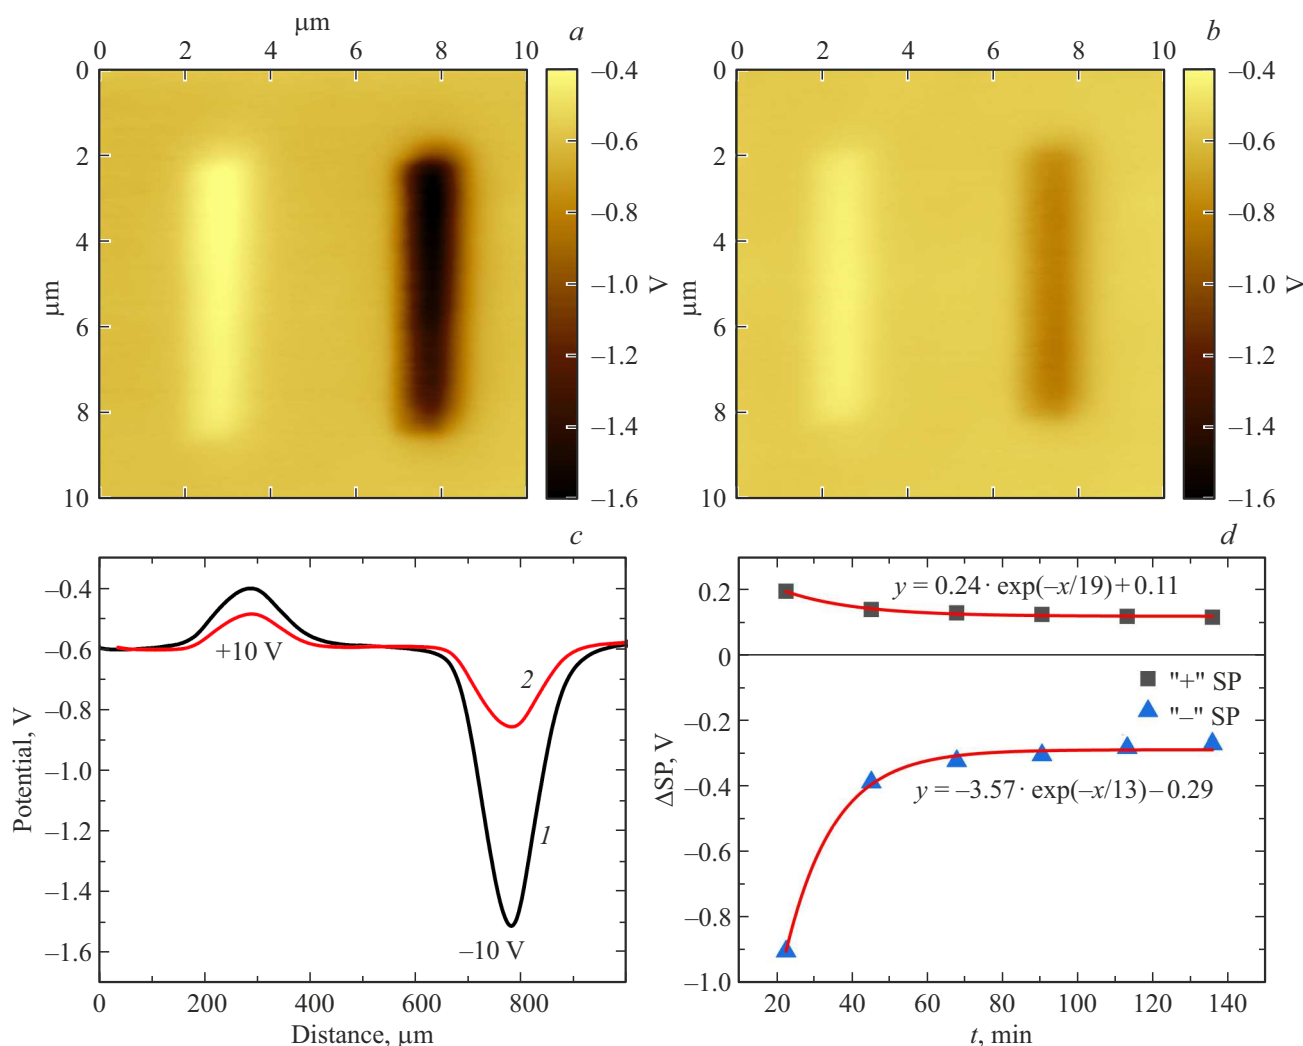 μm
a
0 2 4 6 8 10
0
2
4
6
8
10
μm
–0.4
–0.6
–0.8
–1.0
–1.2
–1.4
–1.6
V
b
0 2 4 6 8 10
0
2
4
6
8
10
μm
–0.4
–0.6
–0.8
–1.0
–1.2
–1.4
–1.6
V
c
–0.4
–0.6
–0.8
–1.0
–1.2
–1.4
–1.6
Potential, V
+10 V
2
1
–10 V
0 200 400 600 800
Distance, μm
d
0.2
0
–0.2
–0.4
–0.6
–0.8
–1.0
ΔSP, V
y = 0.24 · exp(–x/19) + 0.11
"+" SP
"–" SP
y = –3.57 · exp(–x/13) – 0.29
20 40 60 80 100 120 140
t, min